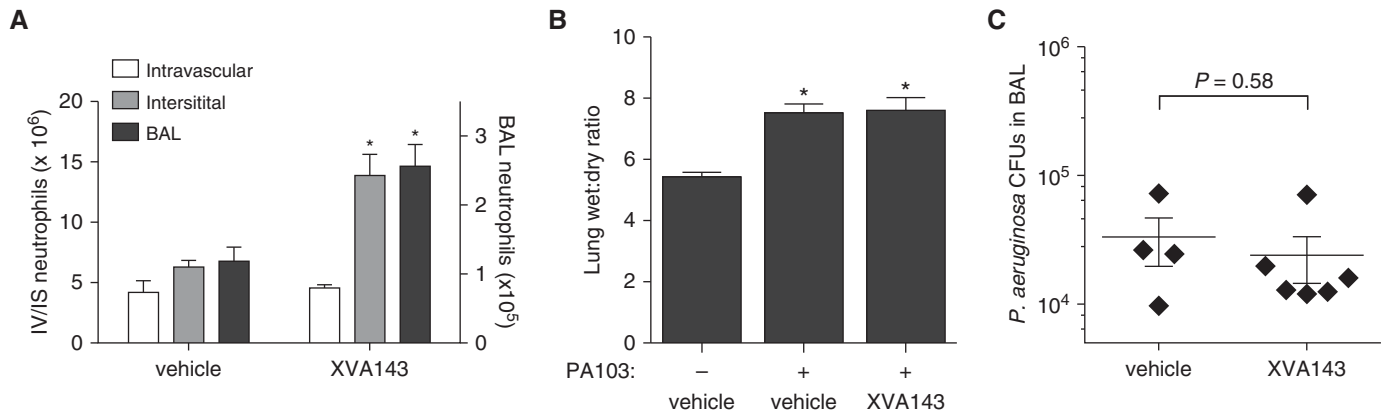 A
Intravascular
Intersitital
BAL
IV/IS neutrophils (x 10⁶)
20
15
10
5
0
BAL neutrophils (x10⁵)
3
2
1
0
*
*
vehicle
XVA143
B
Lung wet:dry ratio
10
8
6
4
2
0
*
*
PA103: – + +
vehicle vehicle XVA143
C
P. aeruginosa CFUs in BAL
10⁶
10⁵
10⁴
P = 0.58
vehicle
XVA143